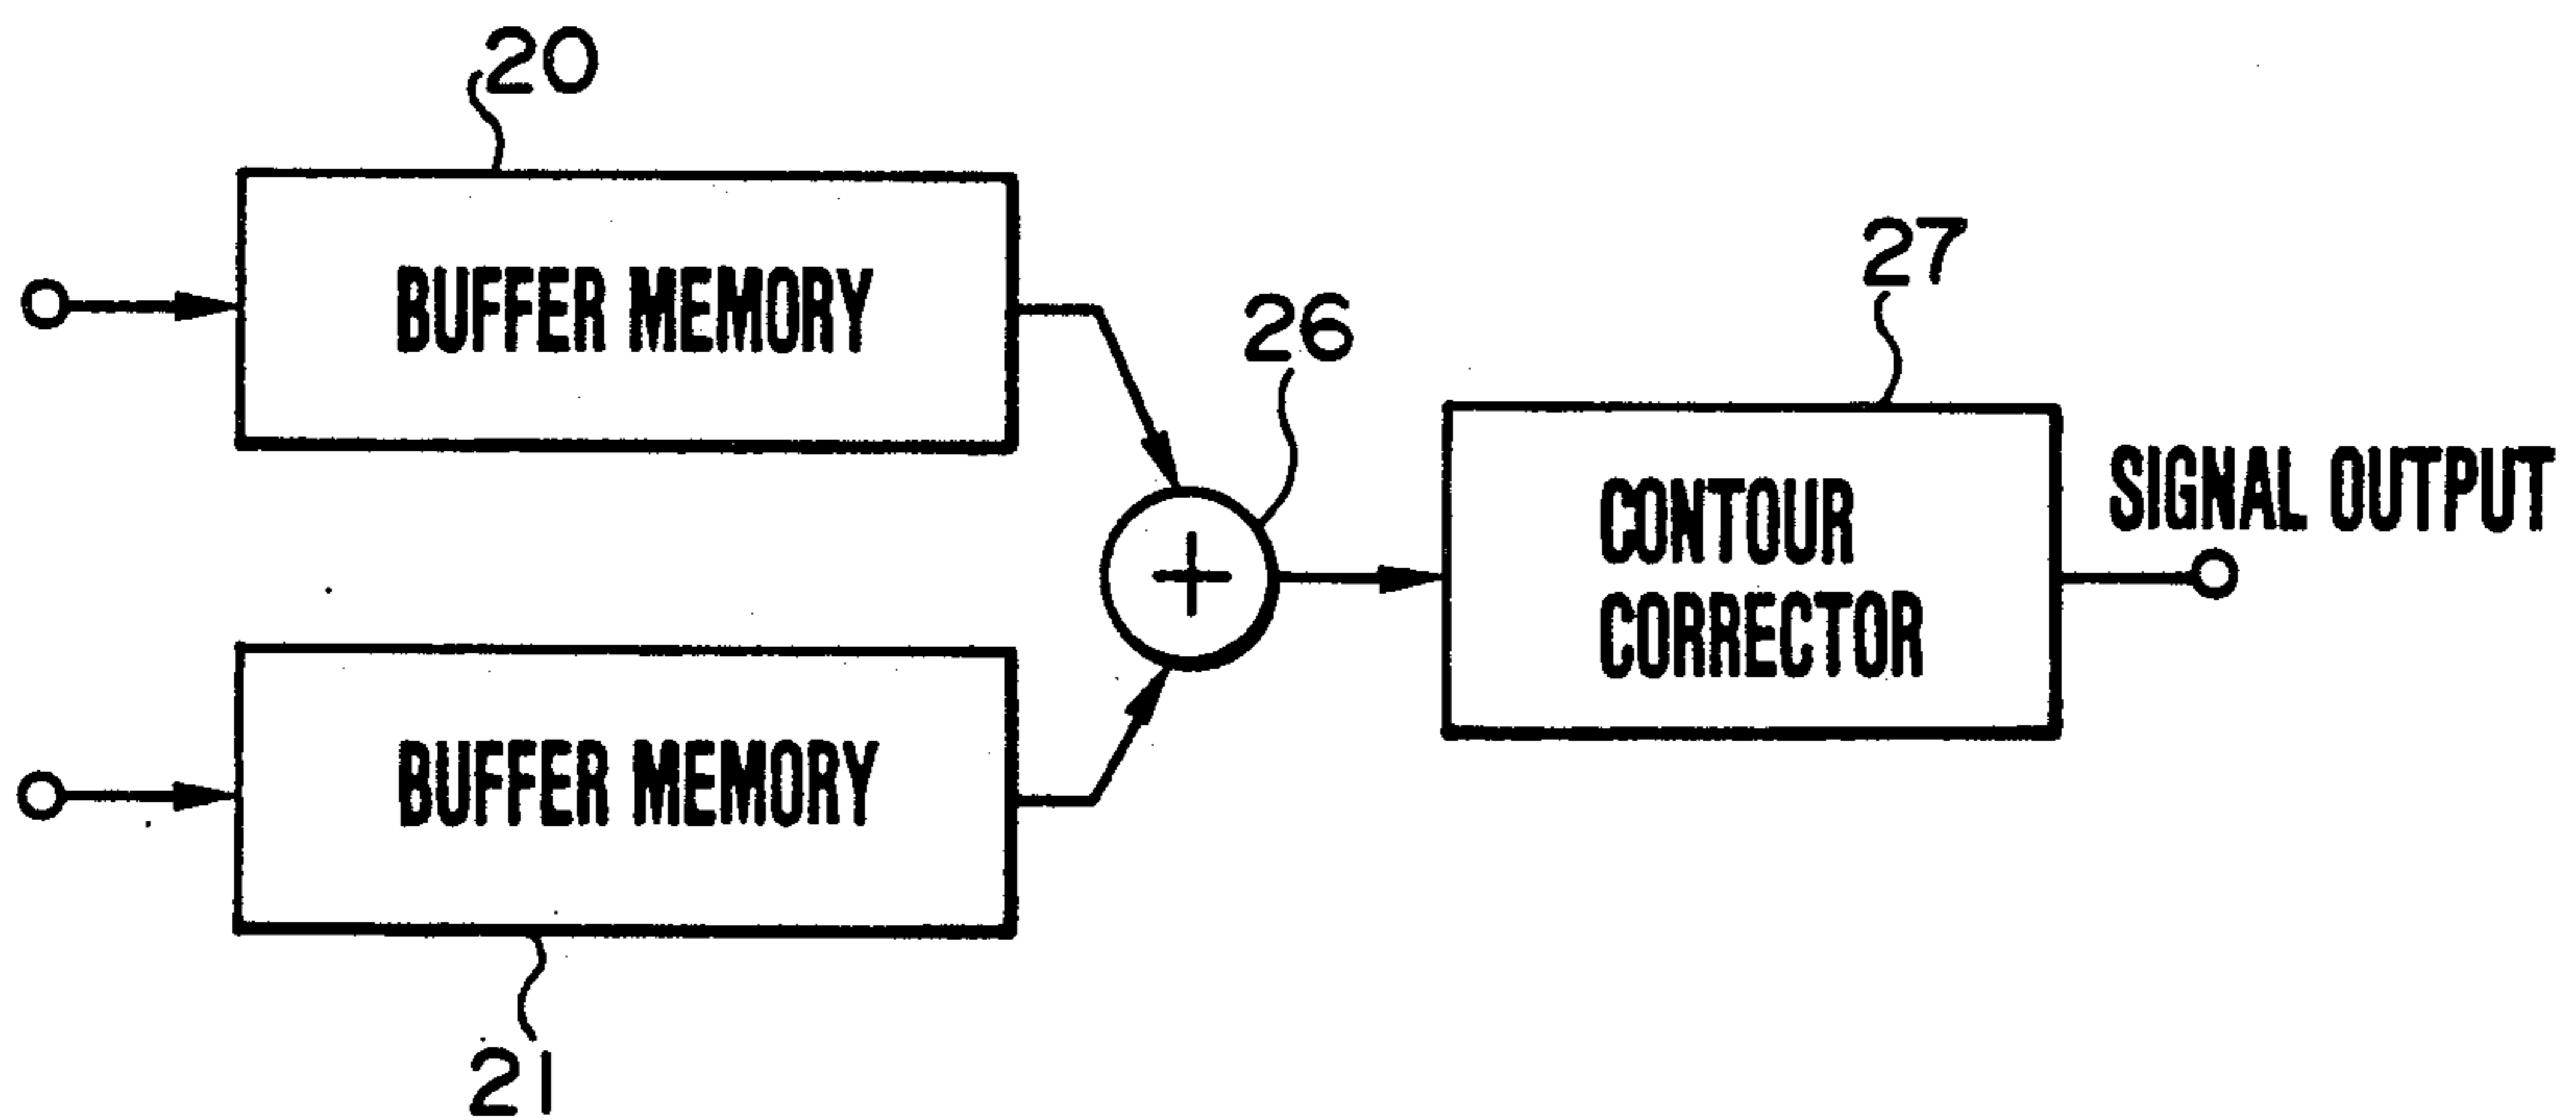 20
BUFFER MEMORY
27
26
SIGNAL OUTPUT
CONTOUR
CORRECTOR
BUFFER MEMORY
21